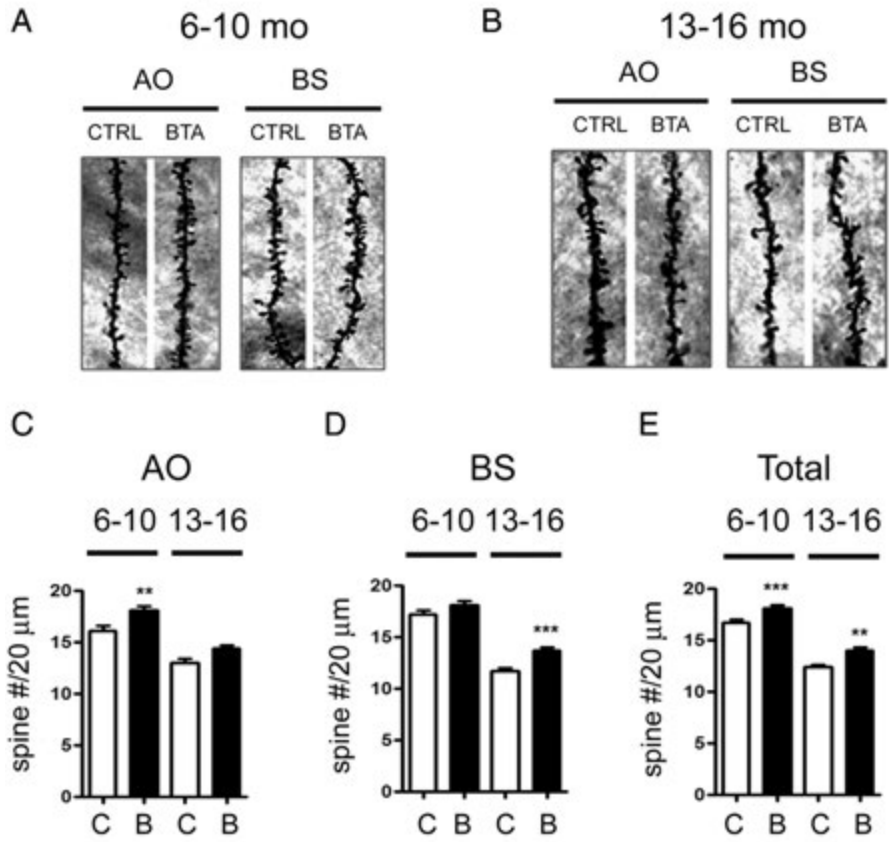 A
6-10 mo
B
13-16 mo
AO
BS
AO
BS
CTRL BTA
CTRL BTA
CTRL BTA
CTRL BTA
C
D
E
AO
BS
Total
6-10 13-16
6-10 13-16
6-10 13-16
spine #/20 μm
20
15
10
5
0
**
C B C B
spine #/20 μm
20
15
10
5
0
***
C B C B
spine #/20 μm
20
15
10
5
0
***
**
C B C B